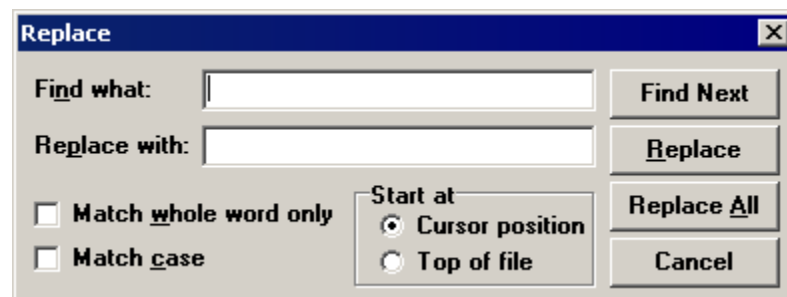 Replace
Find what:
Find Next
Replace with:
Replace
Match whole word only
Start at
Cursor position
Replace All
Match case
Top of file
Cancel